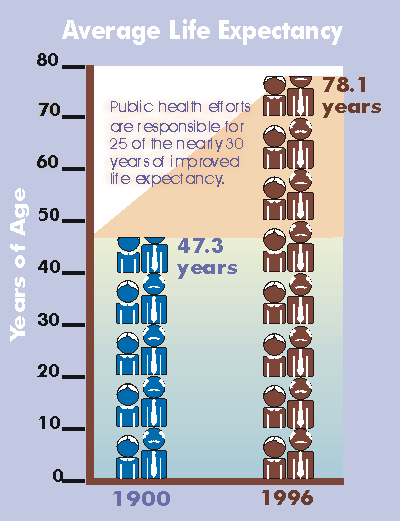 Average Life Expectancy
80
78.1
years
70
Public health efforts
are responsible for
25 of the nearly 30
years of improved
life expectancy.
60
50
47.3
years
40
30
20
10
0
Years of Age
1900
1996